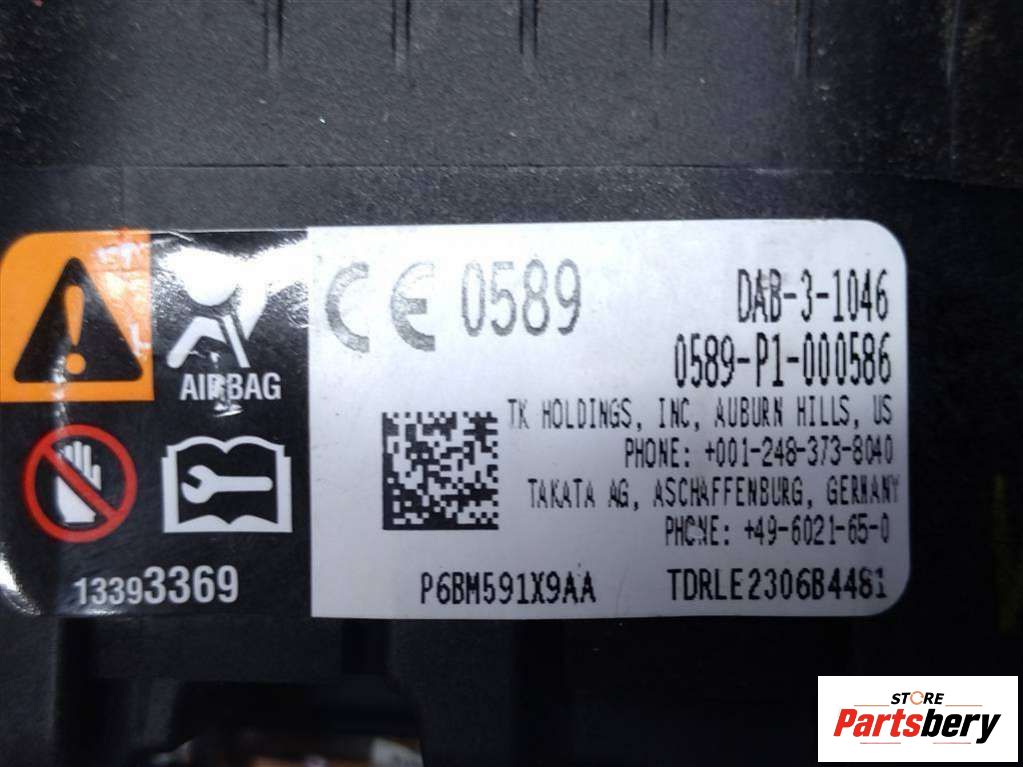 CE 0589
DAB-3-1046
0589-P1-000586
AIRBAG
TK HOLDINGS, INC, AUBURN HILLS, US
PHONE: +001-248-373-8040
TAKATA AG, ASCHAFFENBURG, GERMANY
PHONE: +49-6021-65-0
13393369
P6BM591X9AA
TDRLE2306B4481
STORE
Partsbery